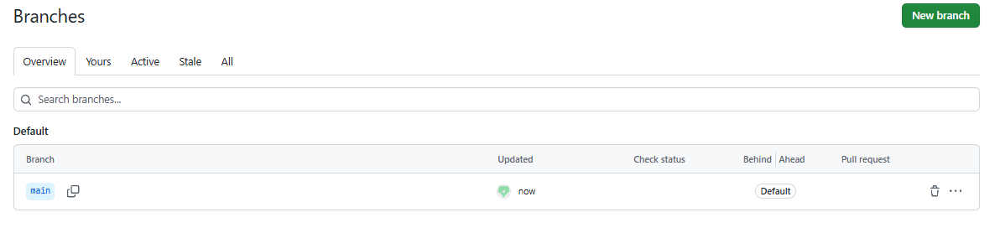 Branches
New branch
Overview Yours Active Stale All
Search branches...
Default
Branch Updated Check status Behind Ahead Pull request
main now Default